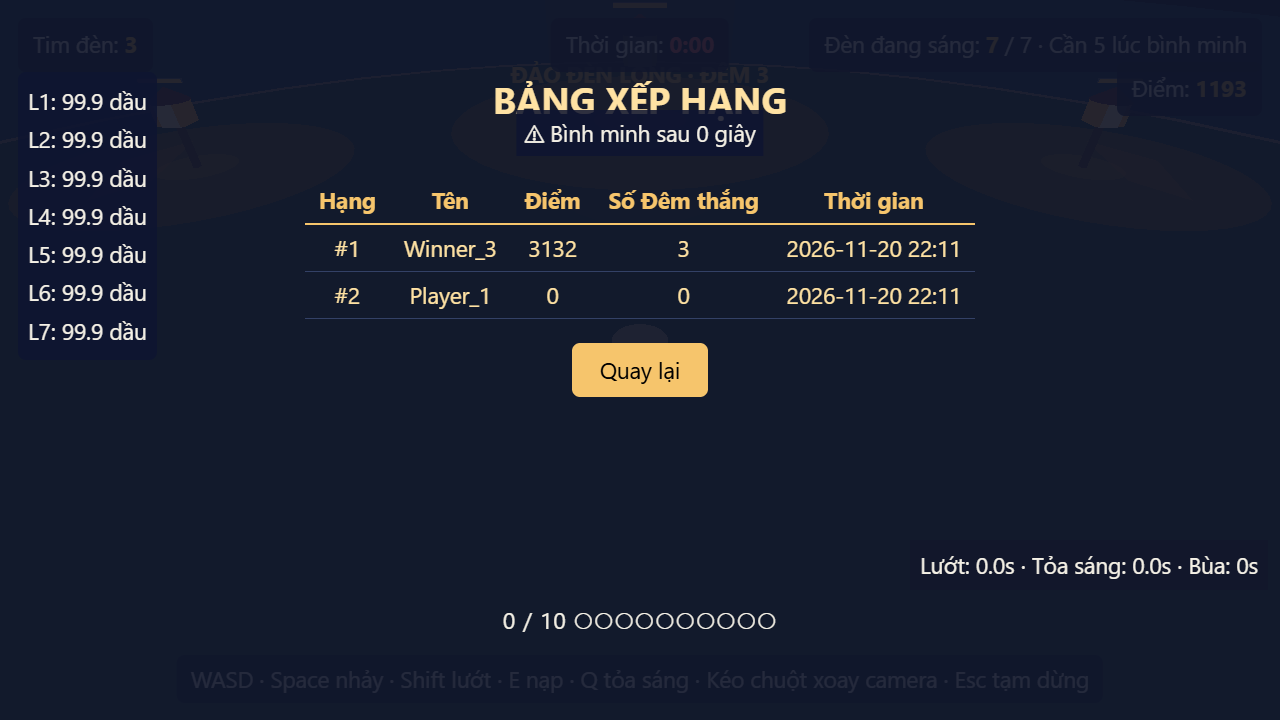 Tim đèn: 3
Thời gian: 0:00
Đèn đang sáng: 7 / 7 · Cần 5 lúc bình minh
ĐẢO ĐÈN LỒNG · ĐÊM 3
Điểm: 1193
BẢNG XẾP HẠNG
⚠ Bình minh sau 0 giây
L1: 99.9 dầu
L2: 99.9 dầu
L3: 99.9 dầu
L4: 99.9 dầu
L5: 99.9 dầu
L6: 99.9 dầu
L7: 99.9 dầu
Hạng Tên Điểm Số Đêm thắng Thời gian
#1 Winner_3 3132 3 2026-11-20 22:11
#2 Player_1 0 0 2026-11-20 22:11
Quay lại
Lướt: 0.0s · Tỏa sáng: 0.0s · Bùa: 0s
0 / 10 ○○○○○○○○○○
WASD · Space nhảy · Shift lướt · E nạp · Q tỏa sáng · Kéo chuột xoay camera · Esc tạm dừng